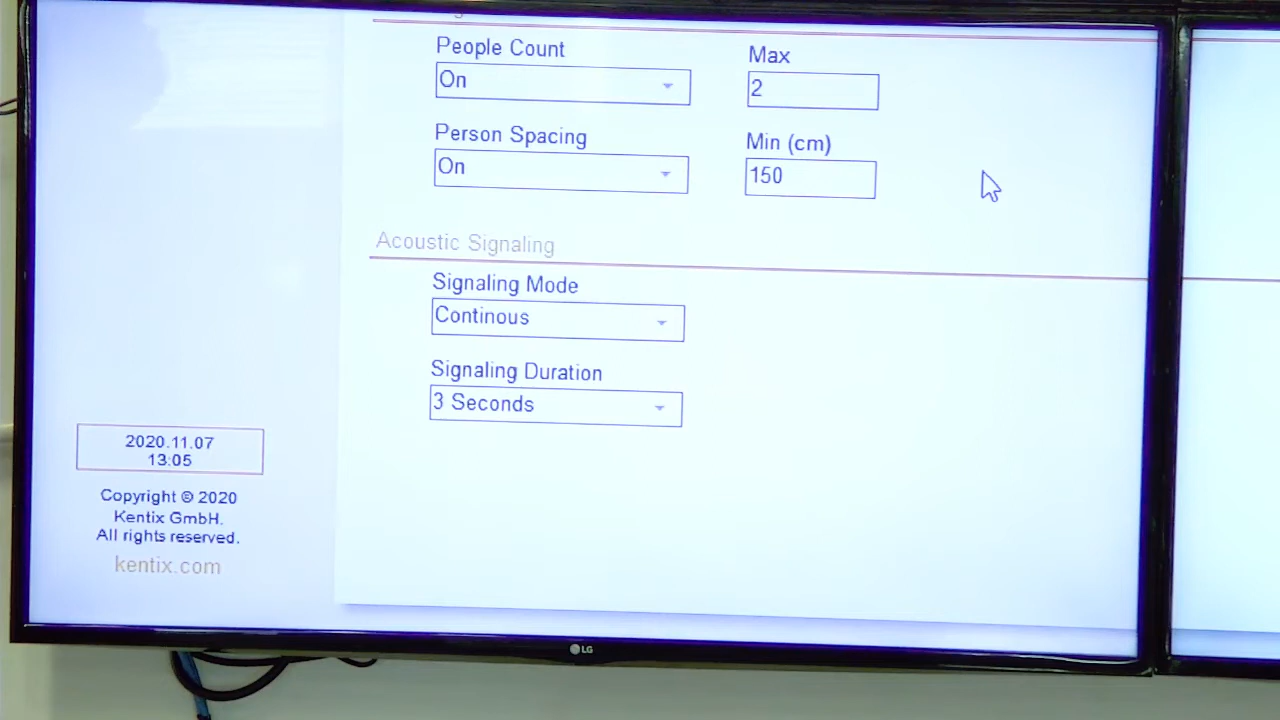 People Count
Max
On
2
Person Spacing
Min (cm)
On
150
Acoustic Signaling
Signaling Mode
Continous
Signaling Duration
3 Seconds
2020.11.07
13:05
Copyright © 2020
Kentix GmbH.
All rights reserved.
kentix.com
LG